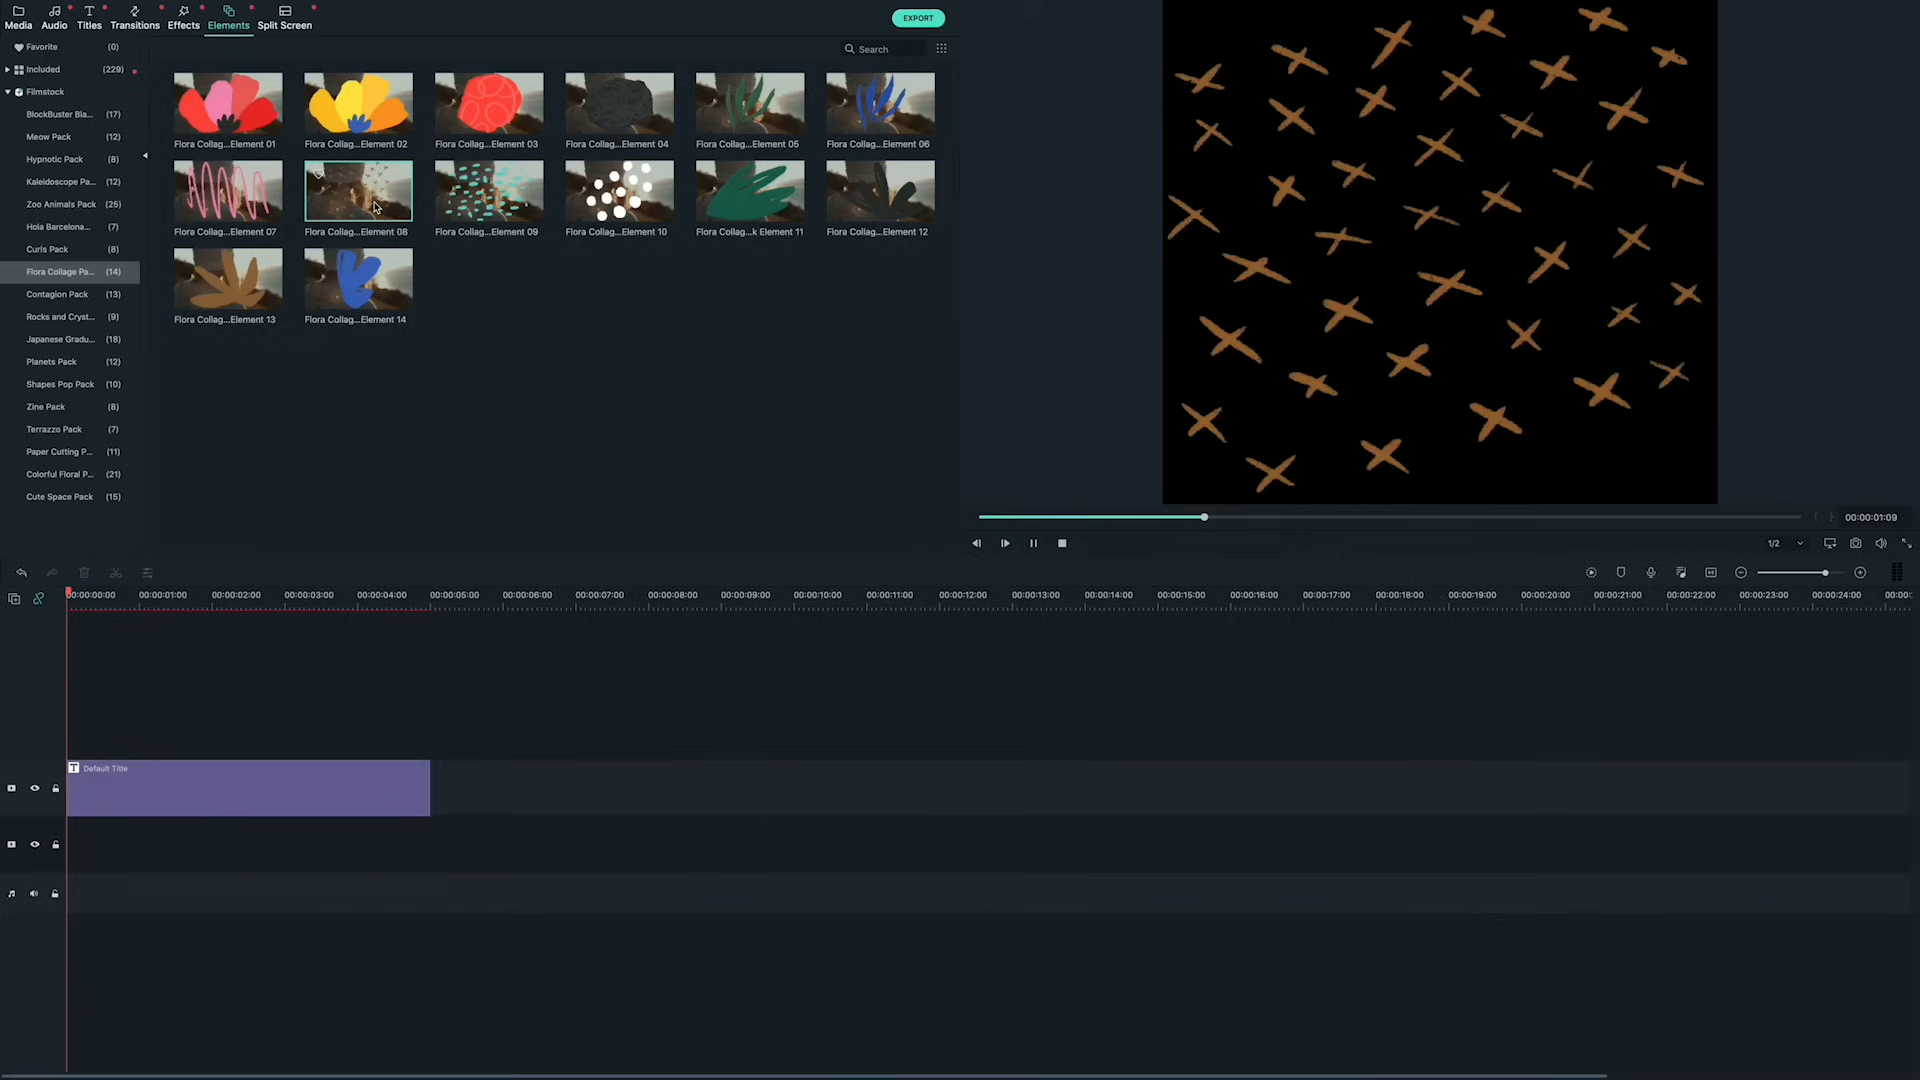 Media Audio Titles Transitions Effects Elements Split Screen
EXPORT
Favorite (0)
Included (229)
Filmstock
BlockBuster Bla... (17)
Meow Pack (12)
Hypnotic Pack (8)
Kaleidoscope Pa... (12)
Zoo Animals Pack (25)
Hola Barcelona... (7)
Curls Pack (8)
Flora Collage Pa... (14)
Contagion Pack (13)
Rocks and Cryst... (9)
Japanese Gradu... (18)
Planets Pack (12)
Shapes Pop Pack (10)
Zine Pack (8)
Terrazzo Pack (7)
Paper Cutting P... (11)
Colorful Floral P... (21)
Cute Space Pack (15)
Search
Flora Collag...Element 01
Flora Collag...Element 02
Flora Collag...Element 03
Flora Collag...Element 04
Flora Collag...Element 05
Flora Collag...Element 06
Flora Collag...Element 07
Flora Collag...Element 08
Flora Collag...Element 09
Flora Collag...Element 10
Flora Collag...k Element 11
Flora Collag...Element 12
Flora Collag...Element 13
Flora Collag...Element 14
00:00:01:09
1/2
00:00:00:00 00:00:01:00 00:00:02:00 00:00:03:00 00:00:04:00 00:00:05:00 00:00:06:00 00:00:07:00 00:00:08:00 00:00:09:00 00:00:10:00 00:00:11:00 00:00:12:00 00:00:13:00 00:00:14:00 00:00:15:00 00:00:16:00 00:00:17:00 00:00:18:00 00:00:19:00 00:00:20:00 00:00:21:00 00:00:22:00 00:00:23:00 00:00:24:00 00:00:
T Default Title